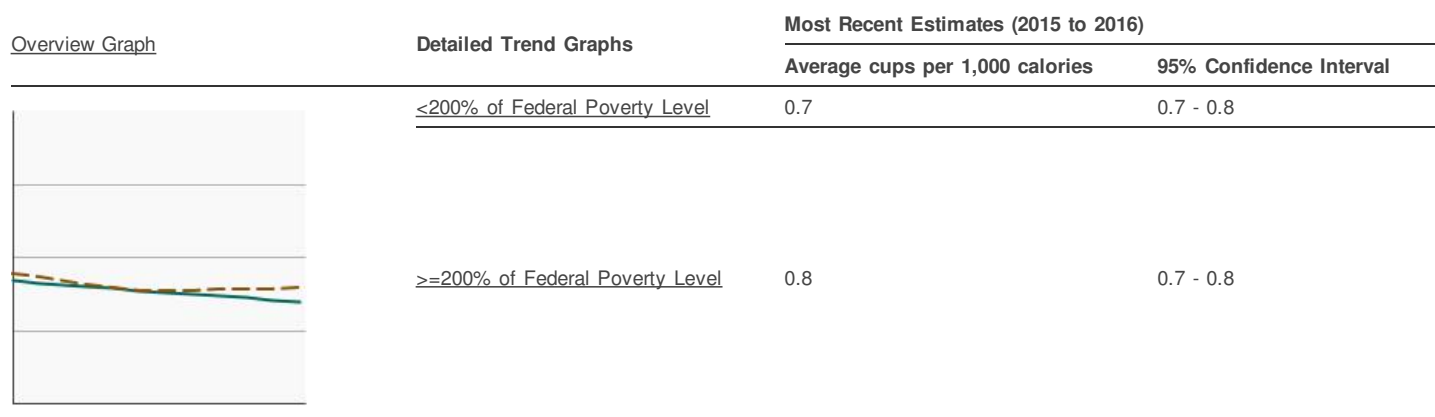 Overview Graph
Detailed Trend Graphs
Most Recent Estimates (2015 to 2016)
Average cups per 1,000 calories
95% Confidence Interval
<200% of Federal Poverty Level
0.7
0.7 - 0.8
>=200% of Federal Poverty Level
0.8
0.7 - 0.8